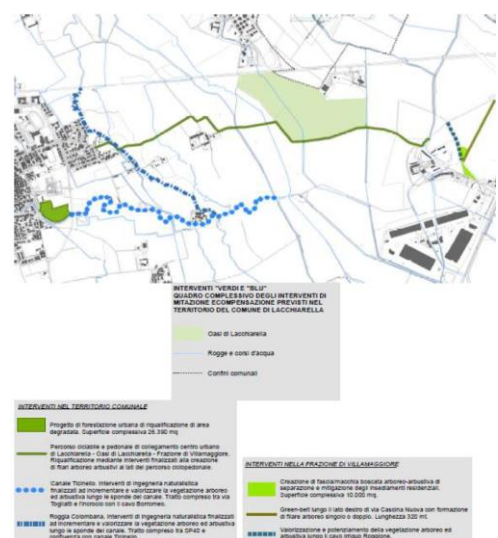 INTERVENTI "VERDI E "BLU"
QUADRO COMPLESSIVO DEGLI INTERVENTI DI
MITAZIONE ECOMPENSAZIONE PREVISTI NEL
TERRITORIO DEL COMUNE DI LACCHIARELLA
Oasi di Lacchiarella
Rogge e corsi d'acqua
Confini comunali
INTERVENTI NEL TERRITORIO COMUNALE
Progetto di forestazione urbana di riqualificazione di area
degradata. Superficie complessiva 26.390 mq
Percorso ciclabile e pedonale di collegamento centro urbano
di Lacchiarella - Oasi di Lacchiarella - Frazione di Villamaggiore.
Riqualificazione mediante interventi finalizzati alla creazione
di filari arborei arbustivi ai lati del percorso ciclopedonale.
Canale Ticinello. Interventi di ingegneria naturalistica
finalizzati ad incrementare e valorizzare la vegetazione arboreo
ed arbustiva lungo le sponde del canale. Tratto compreso tra via
Togliatti e l'incrocio con il cavo Borromeo.
Roggia Colombana. Interventi di ingegneria naturalistica finalizzati
ad incrementare e valorizzare la vegetazione arboreo ed arbustiva
lungo le sponde del canale. Tratto compreso tra SP40 e
confluenza con canale Ticinello
INTERVENTI NELLA FRAZIONE DI VILLAMAGGIORE
Creazione di fasciamacchia boscata arboreo-arbustiva di
separazione e mitigazione degli insediamenti residenziali.
Superficie complessiva 10.000 mq.
Green-belt lungo il lato destro di via Cascina Nuova con formazione
di filare arboreo singolo o doppio. Lunghezza 320 mt.
Valorizzazione e potenziamento della vegetazione arboreo ed
arbustiva lungo il cavo irriguo Roggione.